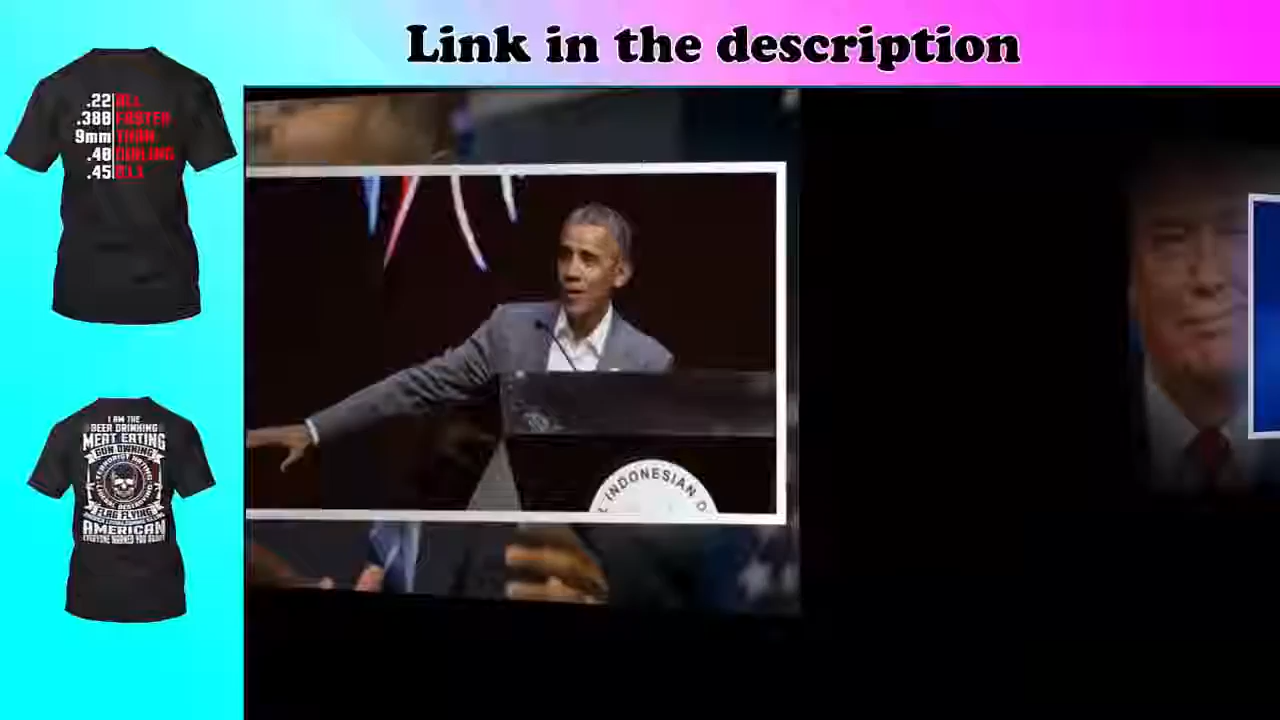 Link in the description
.22 ALL
.380 FASTER
9mm THAN
.40 DIALING
.45 911
I AM THE
BEER DRINKING
MEAT EATING
GUN OWNING
FLAG FLYING
AMERICAN
EVERYONE WARNED YOU ABOUT
INDONESIAN D